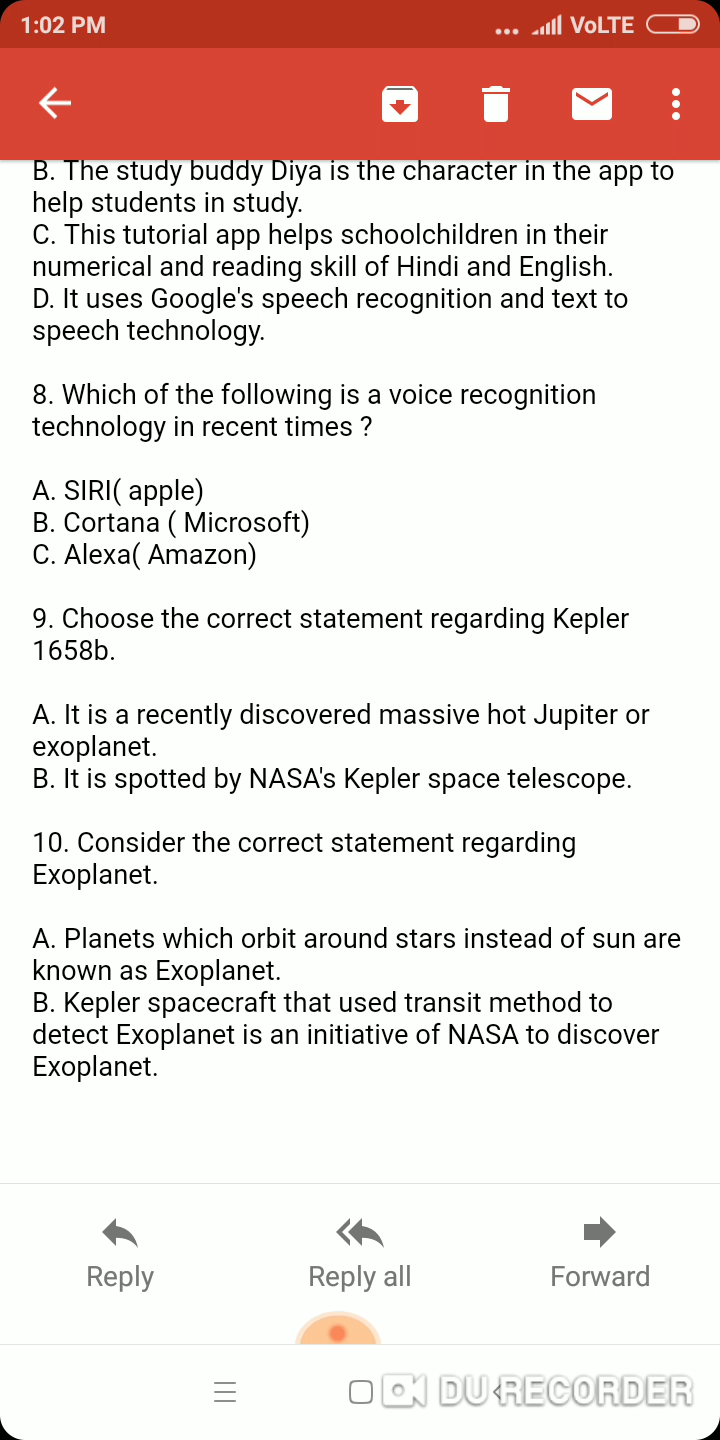 1:02 PM
VoLTE
B. The study buddy Diya is the character in the app to
help students in study.
C. This tutorial app helps schoolchildren in their
numerical and reading skill of Hindi and English.
D. It uses Google's speech recognition and text to
speech technology.
8. Which of the following is a voice recognition
technology in recent times ?
A. SIRI( apple)
B. Cortana ( Microsoft)
C. Alexa( Amazon)
9. Choose the correct statement regarding Kepler
1658b.
A. It is a recently discovered massive hot Jupiter or
exoplanet.
B. It is spotted by NASA's Kepler space telescope.
10. Consider the correct statement regarding
Exoplanet.
A. Planets which orbit around stars instead of sun are
known as Exoplanet.
B. Kepler spacecraft that used transit method to
detect Exoplanet is an initiative of NASA to discover
Exoplanet.
Reply
Reply all
Forward
DU RECORDER